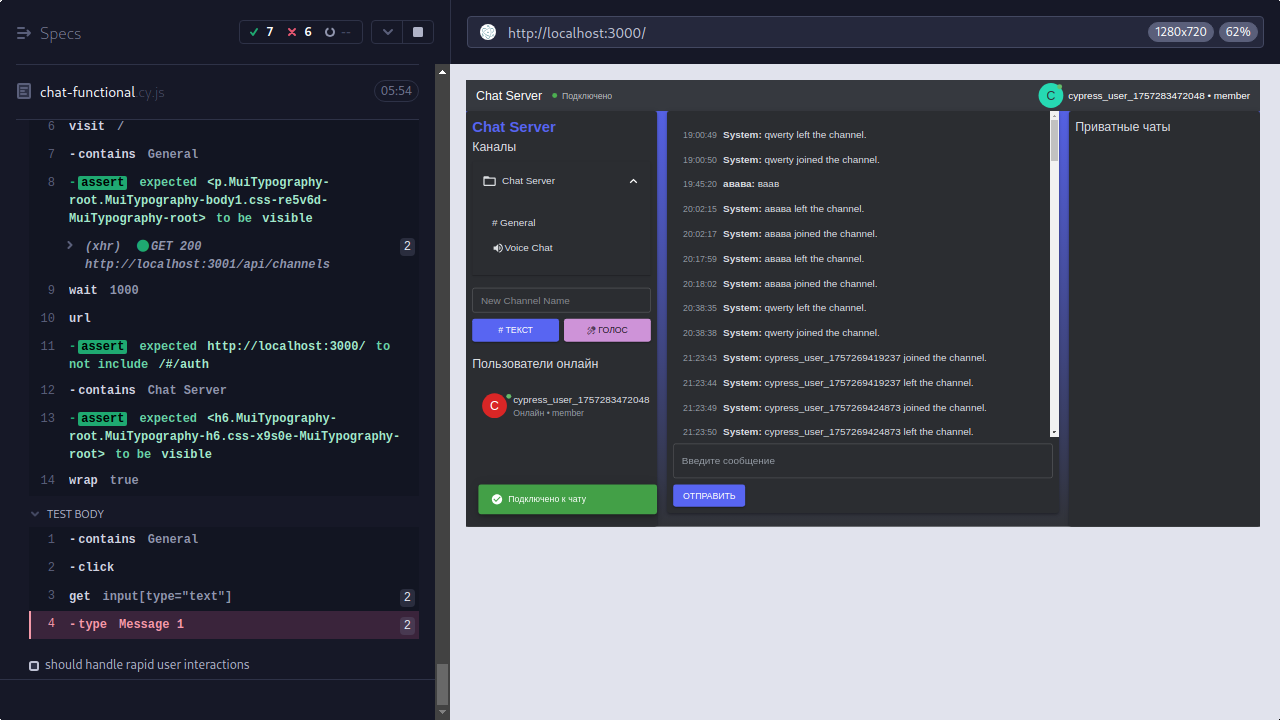 Specs
7
6
--
chat-functional.cy.js
05:54
6 visit /
7 -contains General
8 -assert expected <p.MuiTypography-
root.MuiTypography-body1.css-re5v6d-
MuiTypography-root> to be visible
(xhr) GET 200
http://localhost:3001/api/channels
2
9 wait 1000
10 url
11 -assert expected http://localhost:3000/ to
not include /#/auth
12 -contains Chat Server
13 -assert expected <h6.MuiTypography-
root.MuiTypography-h6.css-x9s0e-MuiTypography-
root> to be visible
14 wrap true
TEST BODY
1 -contains General
2 -click
3 get input[type="text"] 2
4 -type Message 1 2
should handle rapid user interactions
http://localhost:3000/
1280x720
62%
Chat Server
Подключено
C
cypress_user_1757283472048 • member
Chat Server
Каналы
Chat Server
# General
Voice Chat
New Channel Name
# ТЕКСТ
ГОЛОС
Пользователи онлайн
C
cypress_user_1757283472048
Онлайн • member
Подключено к чату
19:00:49 System: qwerty left the channel.
19:00:50 System: qwerty joined the channel.
19:45:20 авава: ваав
20:02:15 System: авава left the channel.
20:02:17 System: авава joined the channel.
20:17:59 System: авава left the channel.
20:18:02 System: авава joined the channel.
20:38:35 System: qwerty left the channel.
20:38:38 System: qwerty joined the channel.
21:23:43 System: cypress_user_1757269419237 joined the channel.
21:23:44 System: cypress_user_1757269419237 left the channel.
21:23:49 System: cypress_user_1757269424873 joined the channel.
21:23:50 System: cypress_user_1757269424873 left the channel.
Введите сообщение
ОТПРАВИТЬ
Приватные чаты